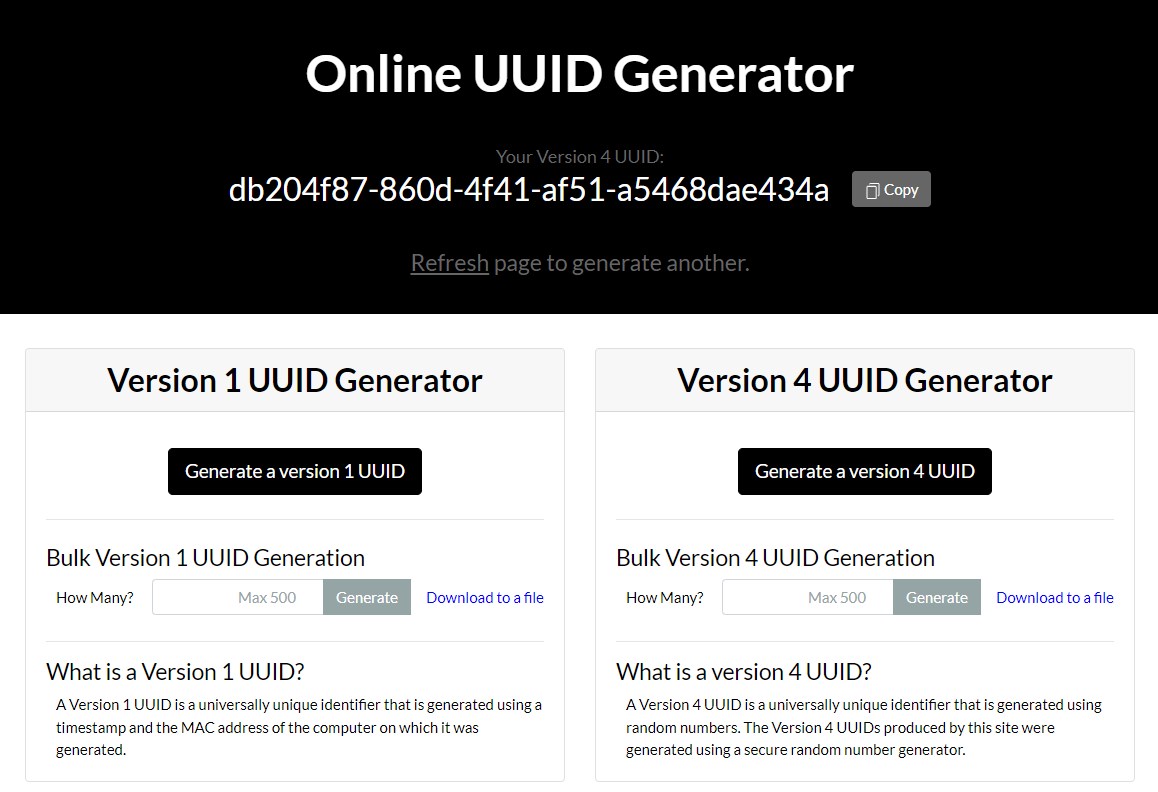 Online UUID Generator
Your Version 4 UUID:
db204f87-860d-4f41-af51-a5468dae434a
Copy
Refresh page to generate another.
Version 1 UUID Generator
Generate a version 1 UUID
Bulk Version 1 UUID Generation
How Many? Max 500 Generate Download to a file
What is a Version 1 UUID?
A Version 1 UUID is a universally unique identifier that is generated using a
timestamp and the MAC address of the computer on which it was
generated.
Version 4 UUID Generator
Generate a version 4 UUID
Bulk Version 4 UUID Generation
How Many? Max 500 Generate Download to a file
What is a version 4 UUID?
A Version 4 UUID is a universally unique identifier that is generated using
random numbers. The Version 4 UUIDs produced by this site were
generated using a secure random number generator.